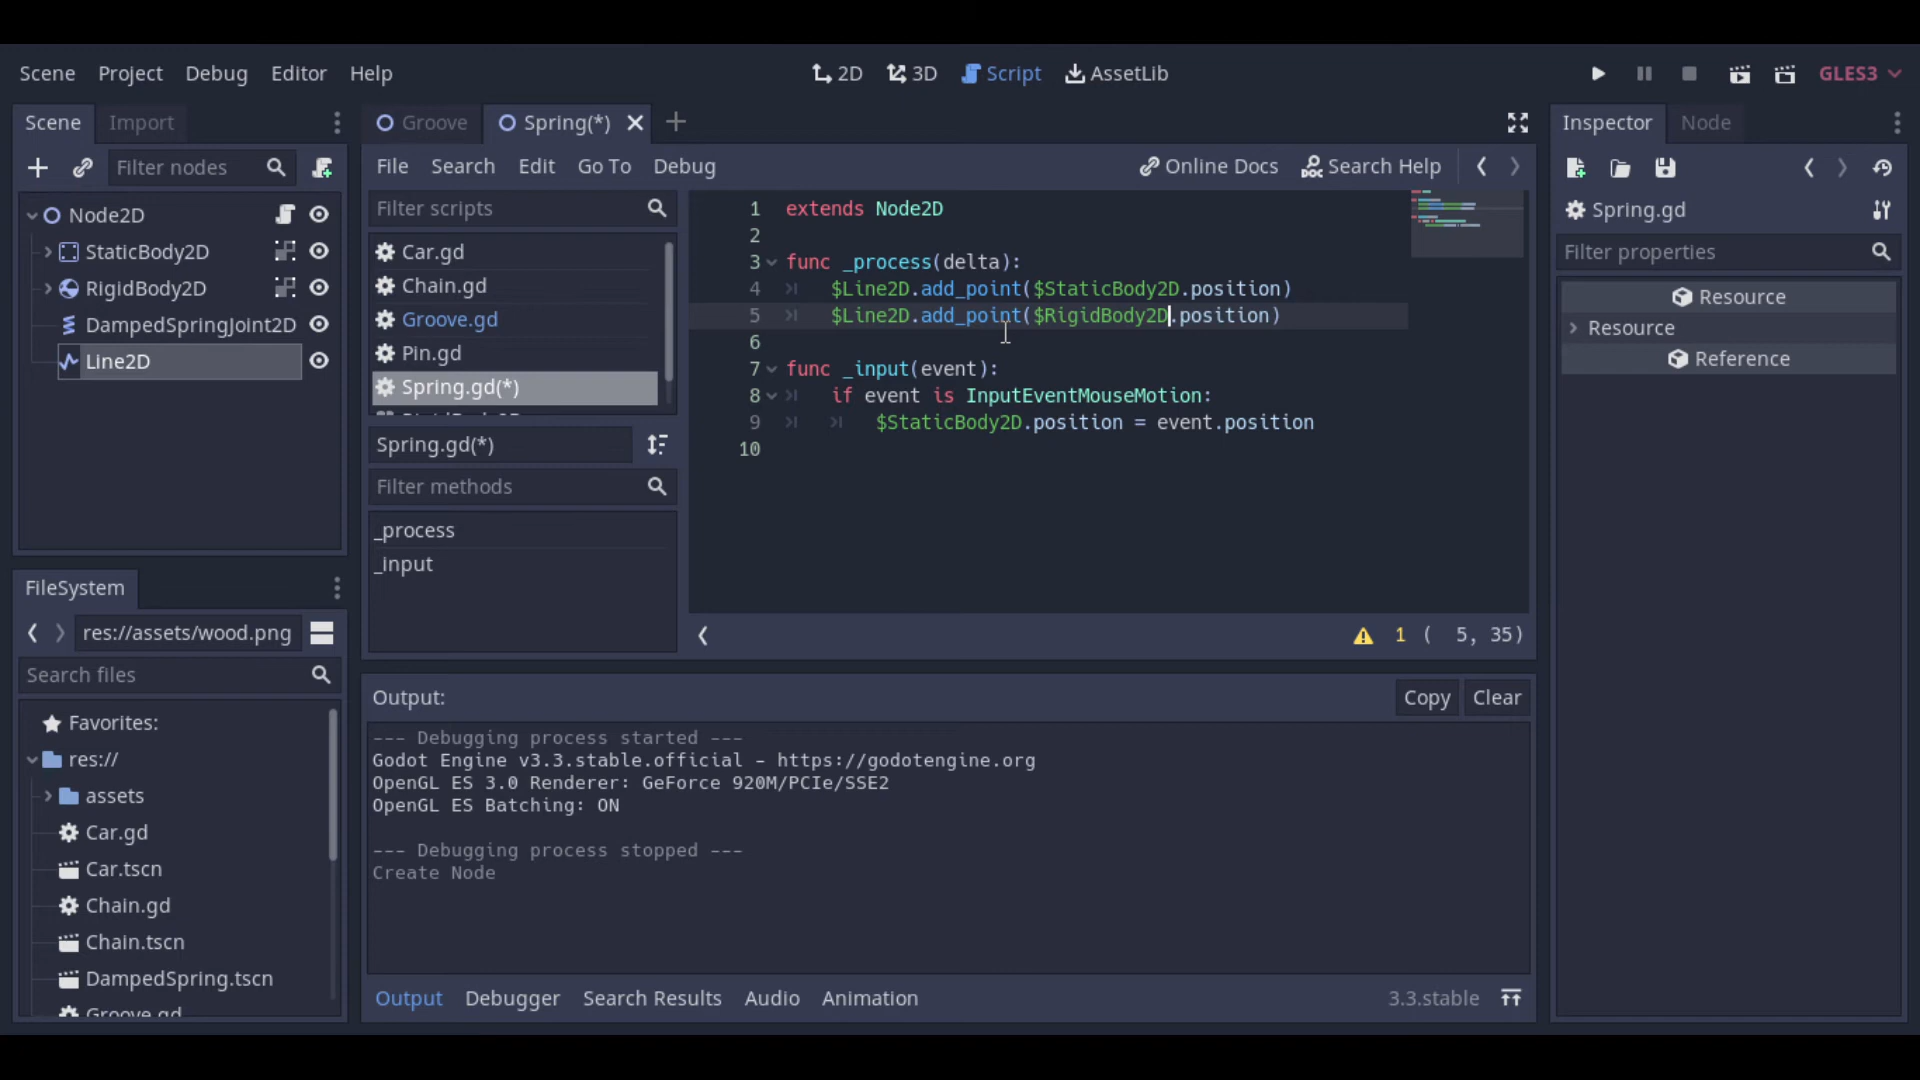 Scene Project Debug Editor Help
2D 3D Script AssetLib
GLES3
Scene Import
Filter nodes
Node2D
StaticBody2D
RigidBody2D
DampedSpringJoint2D
Line2D
FileSystem
res://assets/wood.png
Search files
Favorites:
res://
assets
Car.gd
Car.tscn
Chain.gd
Chain.tscn
DampedSpring.tscn
Groove.gd
Groove Spring(*)
File Search Edit Go To Debug
Online Docs Search Help
Filter scripts
Car.gd
Chain.gd
Groove.gd
Pin.gd
Spring.gd(*)
RigidBody2D
Spring.gd(*)
Filter methods
_process
_input
1 extends Node2D
2
3 func _process(delta):
4 $Line2D.add_point($StaticBody2D.position)
5 $Line2D.add_point($RigidBody2D.position)
6
7 func _input(event):
8 if event is InputEventMouseMotion:
9 $StaticBody2D.position = event.position
10
1 ( 5, 35)
Output:
Copy Clear
--- Debugging process started ---
Godot Engine v3.3.stable.official - https://godotengine.org
OpenGL ES 3.0 Renderer: GeForce 920M/PCIe/SSE2
OpenGL ES Batching: ON
--- Debugging process stopped ---
Create Node
Output Debugger Search Results Audio Animation
3.3.stable
Inspector Node
Spring.gd
Filter properties
Resource
Resource
Reference